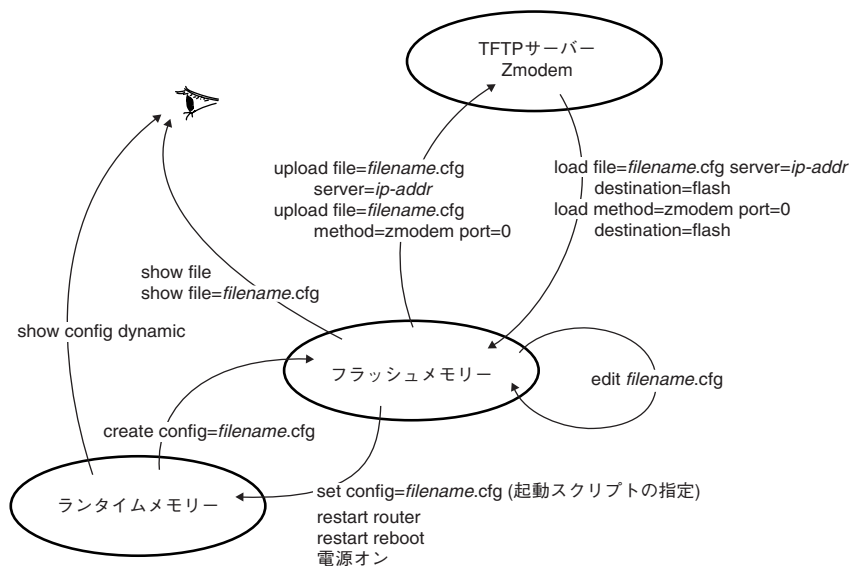 TFTPサーバー
Zmodem
upload file=filename.cfg
server=ip-addr
upload file=filename.cfg
method=zmodem port=0
load file=filename.cfg server=ip-addr
destination=flash
load method=zmodem port=0
destination=flash
show file
show file=filename.cfg
show config dynamic
フラッシュメモリー
edit filename.cfg
create config=filename.cfg
ランタイムメモリー
set config=filename.cfg (起動スクリプトの指定)
restart router
restart reboot
電源オン